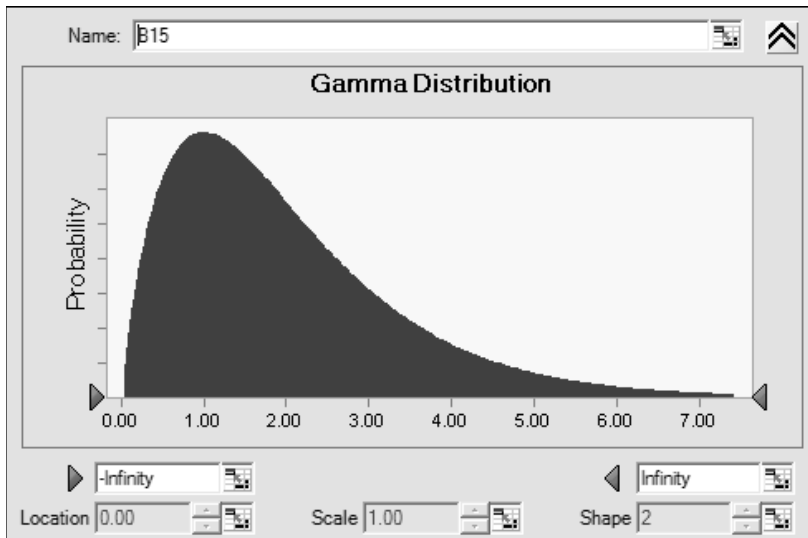 Name: B15
Gamma Distribution
Probability
0.00 1.00 2.00 3.00 4.00 5.00 6.00 7.00
-Infinity Infinity
Location 0.00 Scale 1.00 Shape 2